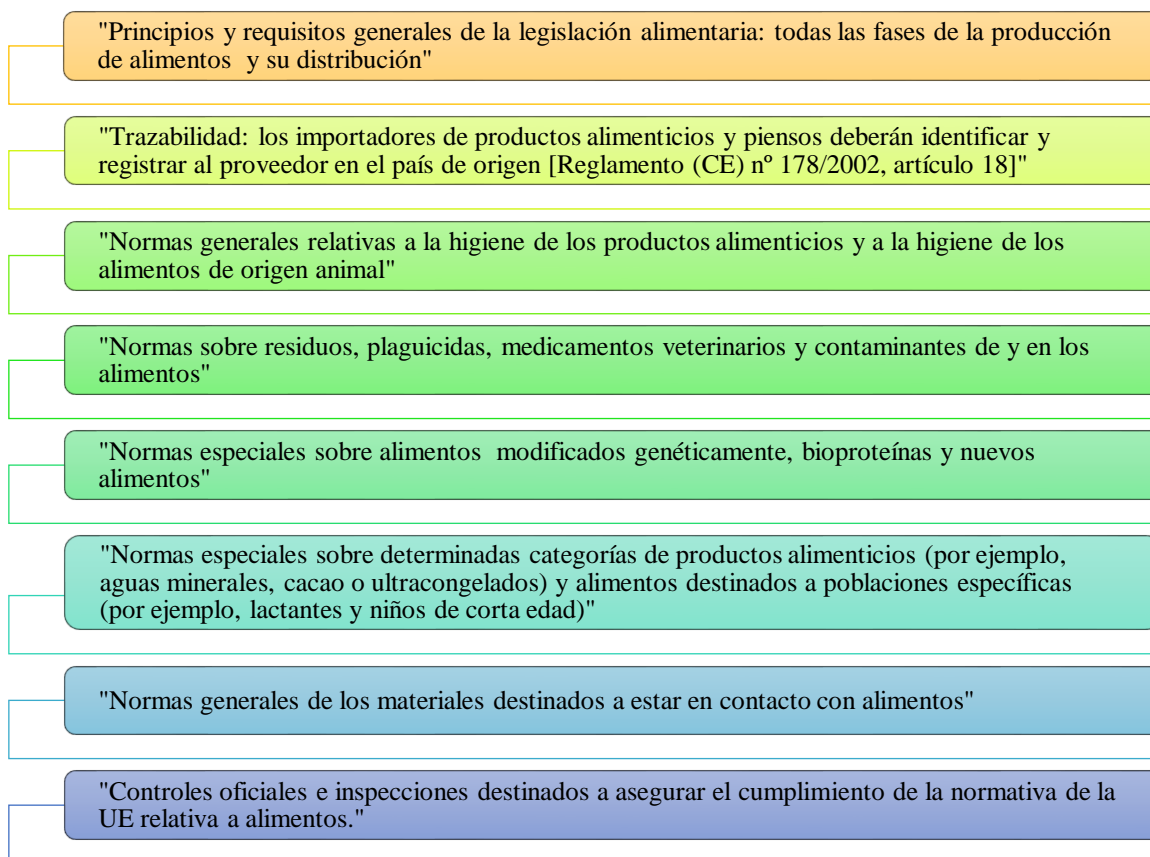 "Principios y requisitos generales de la legislación alimentaria: todas las fases de la producción
de alimentos  y su distribución"
"Trazabilidad: los importadores de productos alimenticios y piensos deberán identificar y
registrar al proveedor en el país de origen [Reglamento (CE) nº 178/2002, artículo 18]"
"Normas generales relativas a la higiene de los productos alimenticios y a la higiene de los
alimentos de origen animal"
"Normas sobre residuos, plaguicidas, medicamentos veterinarios y contaminantes de y en los
alimentos"
"Normas especiales sobre alimentos  modificados genéticamente, bioproteínas y nuevos
alimentos"
"Normas especiales sobre determinadas categorías de productos alimenticios (por ejemplo,
aguas minerales, cacao o ultracongelados) y alimentos destinados a poblaciones específicas
(por ejemplo, lactantes y niños de corta edad)"
"Normas generales de los materiales destinados a estar en contacto con alimentos"
"Controles oficiales e inspecciones destinados a asegurar el cumplimiento de la normativa de la
UE relativa a alimentos."